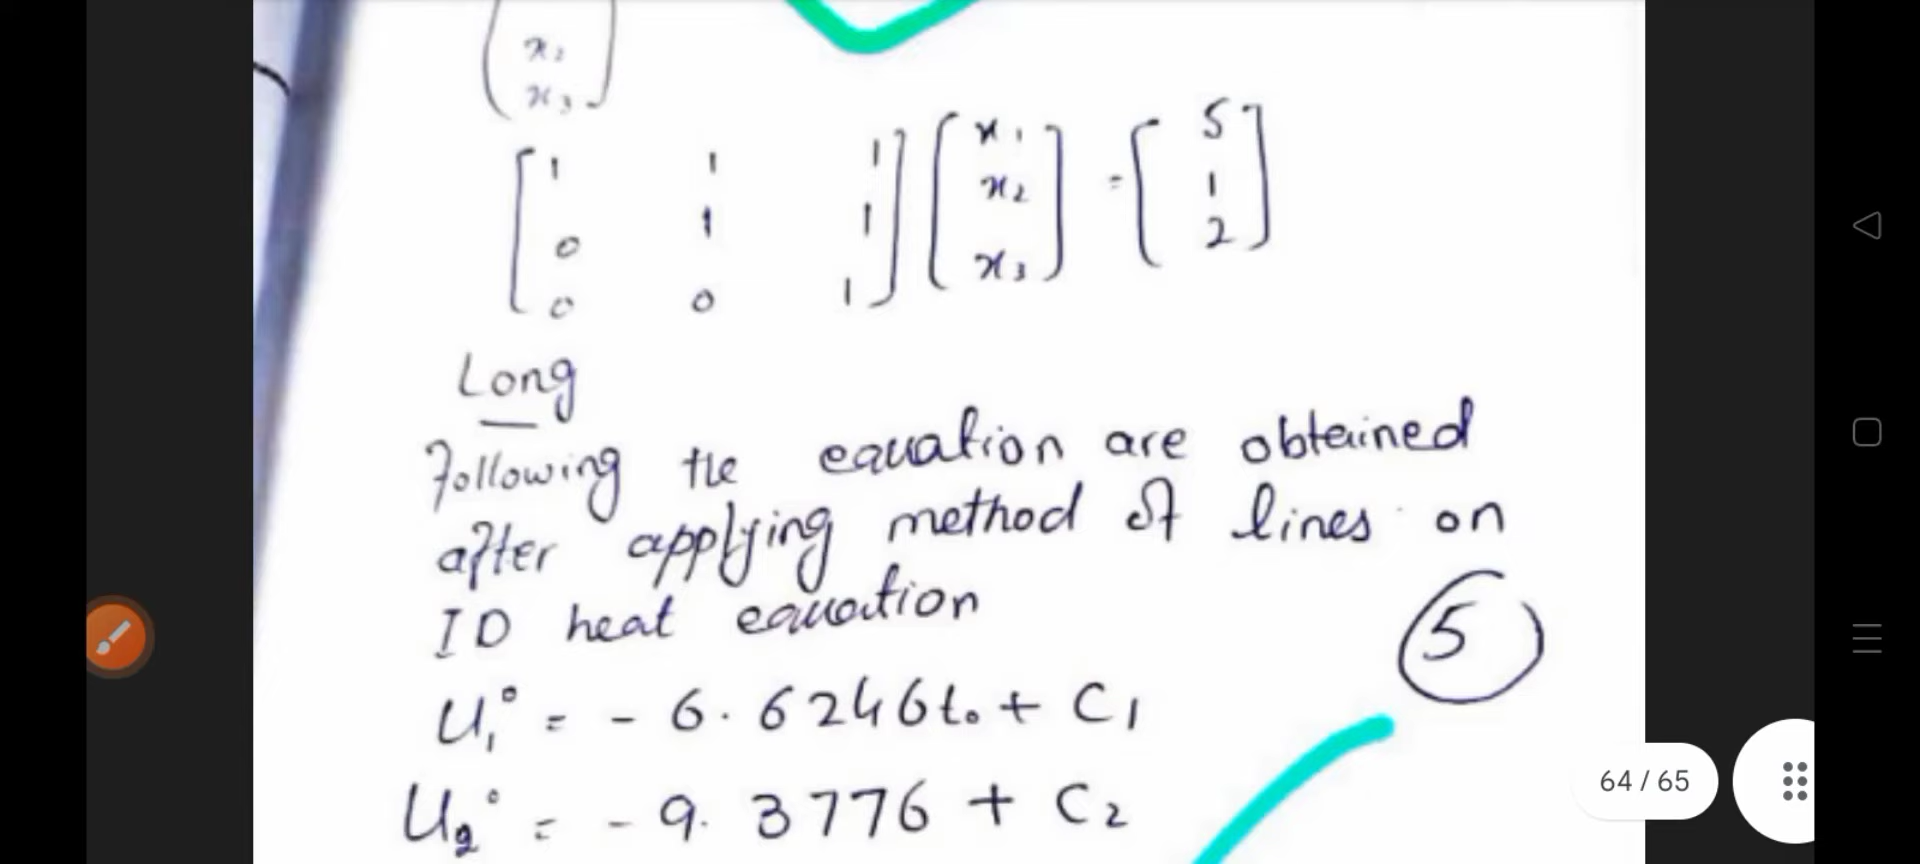 x₂
x₃
[1 1 1] [x₁] = [5]
[0 1 1] [x₂] [1]
[0 0 1] [x₃] [2]
Long
Following the equation are obtained
after applying method of lines on
1D heat equation
5
U₁° = - 6.6246t₀ + C₁
U₂° = - 9.3776 + C₂
64 / 65